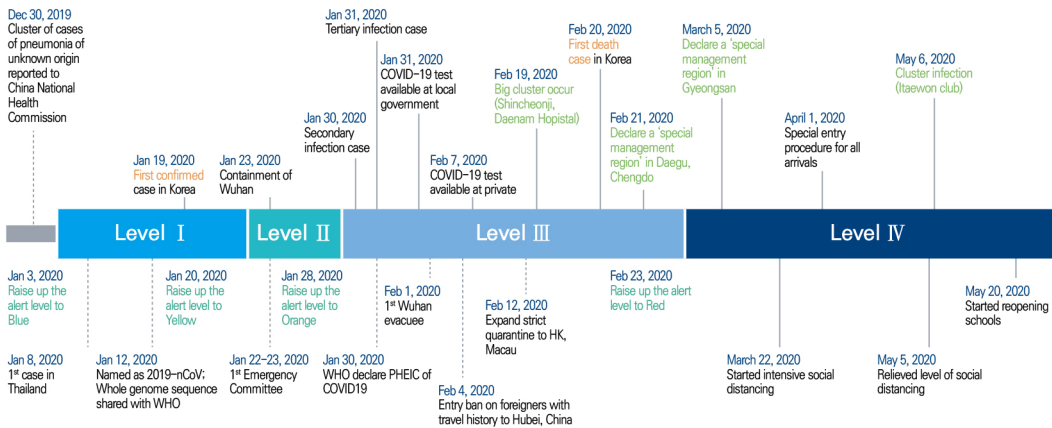 Dec 30, 2019
Cluster of cases
of pneumonia of
unknown origin
reported to
China National
Health
Commission
Jan 19, 2020
First confirmed
case in Korea
Jan 23, 2020
Containment of
Wuhan
Jan 30, 2020
Secondary
infection case
Jan 31, 2020
Tertiary infection case
Jan 31, 2020
COVID-19 test
available at local
government
Feb 7, 2020
COVID-19 test
available at private
Feb 19, 2020
Big cluster occur
(Shincheonji,
Daenam Hopistal)
Feb 20, 2020
First death
case in Korea
Feb 21, 2020
Declare a 'special
management
region' in Daegu,
Chengdo
March 5, 2020
Declare a 'special
management
region' in
Gyeongsan
April 1, 2020
Special entry
procedure for all
arrivals
May 6, 2020
Cluster infection
(Itaewon club)
Level Ⅰ
Level Ⅱ
Level Ⅲ
Level Ⅳ
Jan 3, 2020
Raise up the
alert level to
Blue
Jan 8, 2020
1st case in
Thailand
Jan 12, 2020
Named as 2019-nCoV;
Whole genome sequence
shared with WHO
Jan 20, 2020
Raise up the
alert level to
Yellow
Jan 22-23, 2020
1st Emergency
Committee
Jan 28, 2020
Raise up the
alert level to
Orange
Jan 30, 2020
WHO declare PHEIC of
COVID19
Feb 1, 2020
1st Wuhan
evacuee
Feb 4, 2020
Entry ban on foreigners with
travel history to Hubei, China
Feb 12, 2020
Expand strict
quarantine to HK,
Macau
Feb 23, 2020
Raise up the alert
level to Red
March 22, 2020
Started intensive social
distancing
May 5, 2020
Relieved level of social
distancing
May 20, 2020
Started reopening
schools